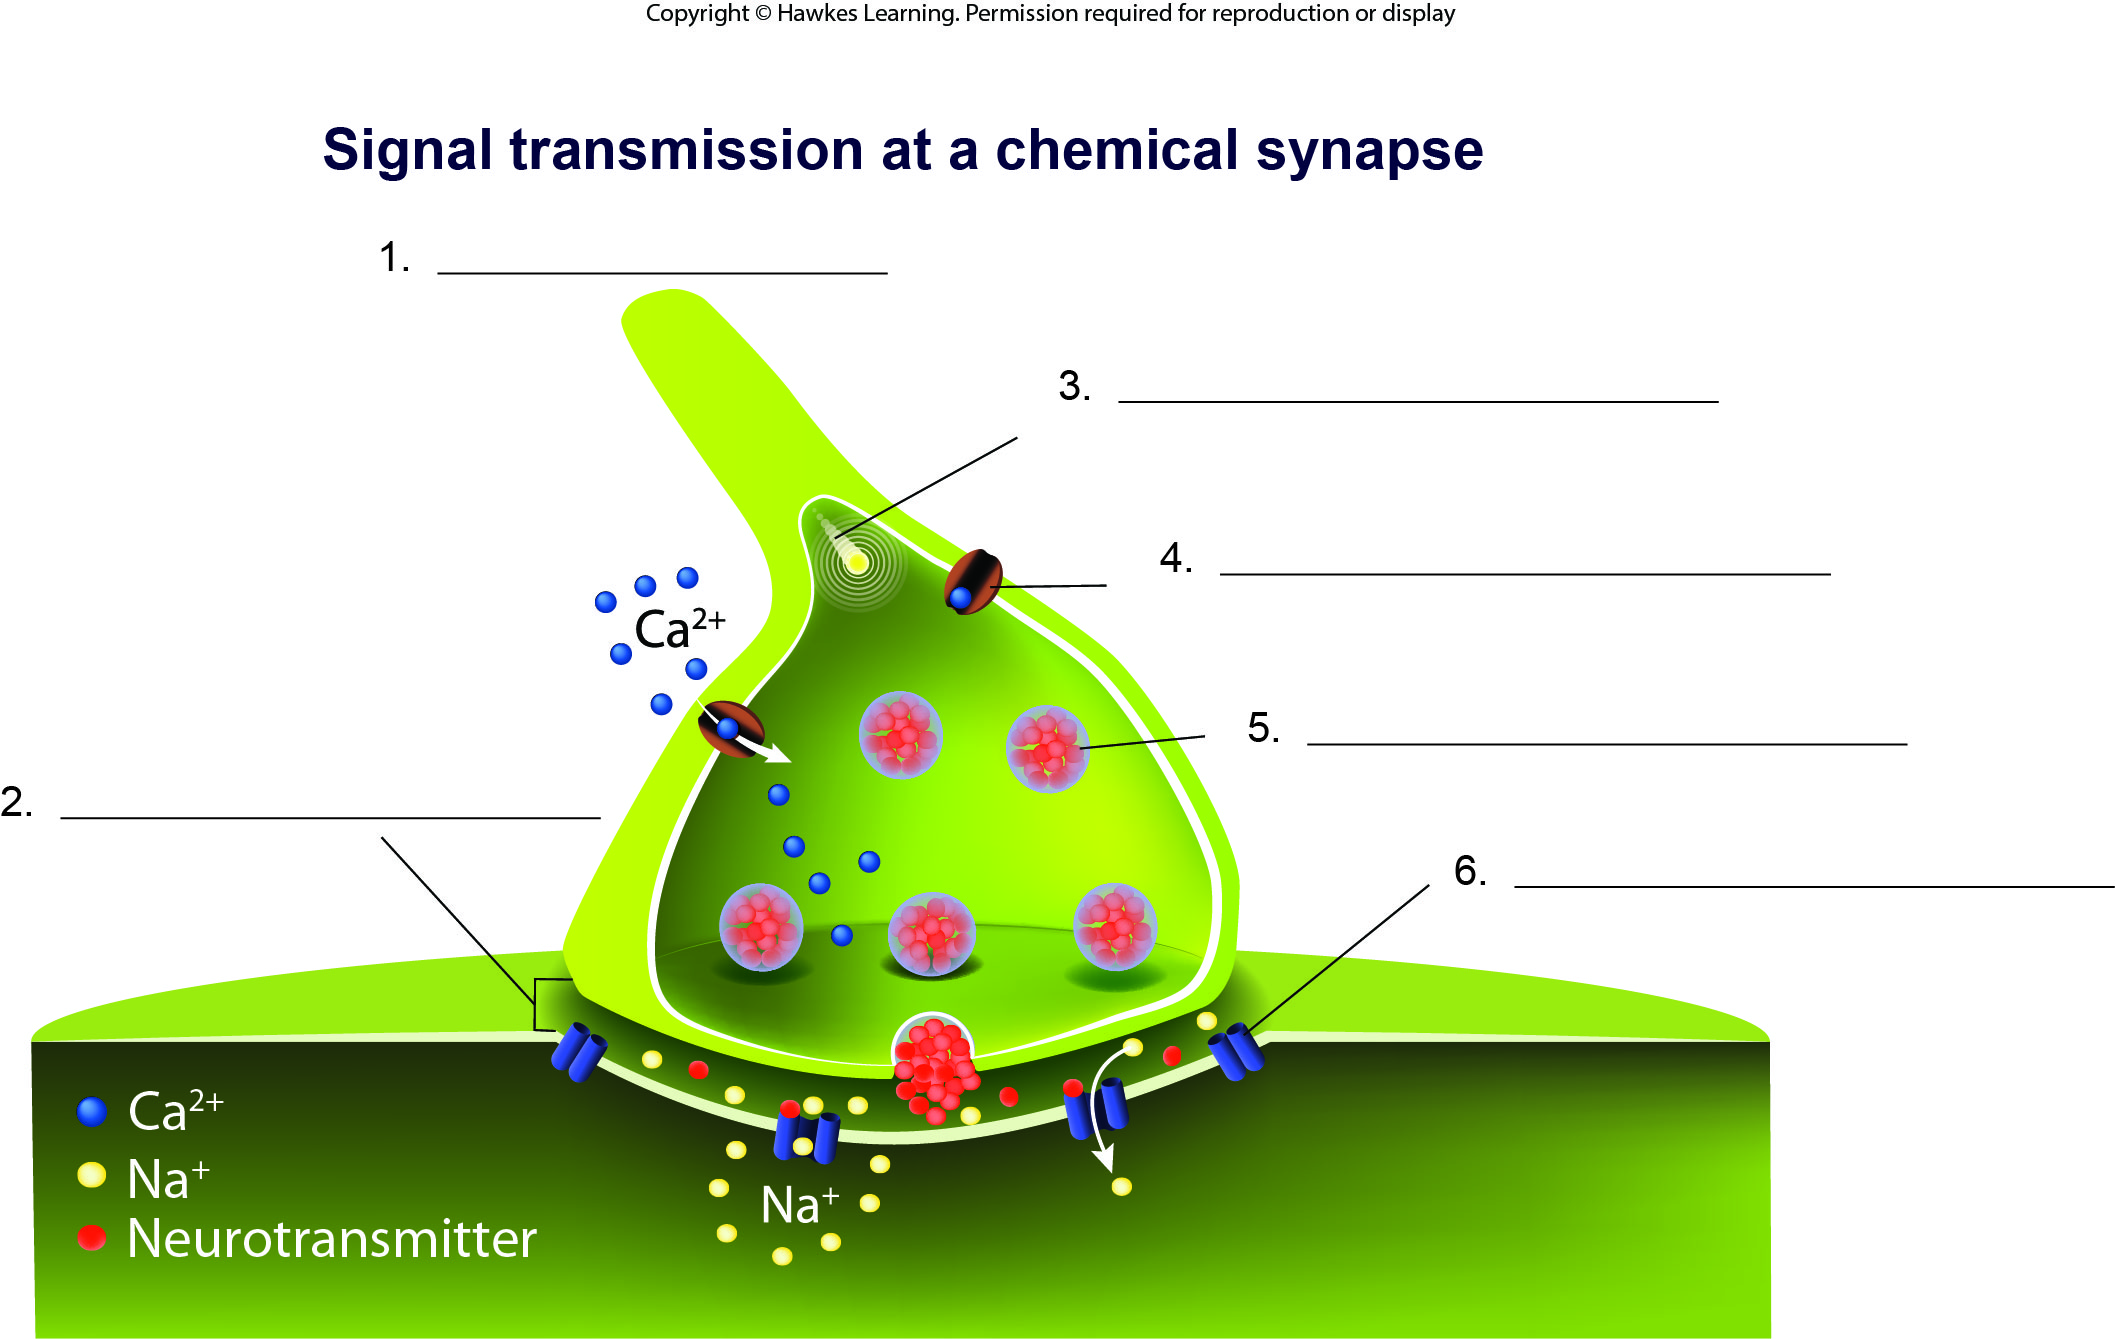 Copyright © Hawkes Learning. Permission required for reproduction or display
Signal transmission at a chemical synapse
1.
3.
4.
Ca²⁺
5.
2.
6.
Ca²⁺
Na⁺
Na⁺
Neurotransmitter